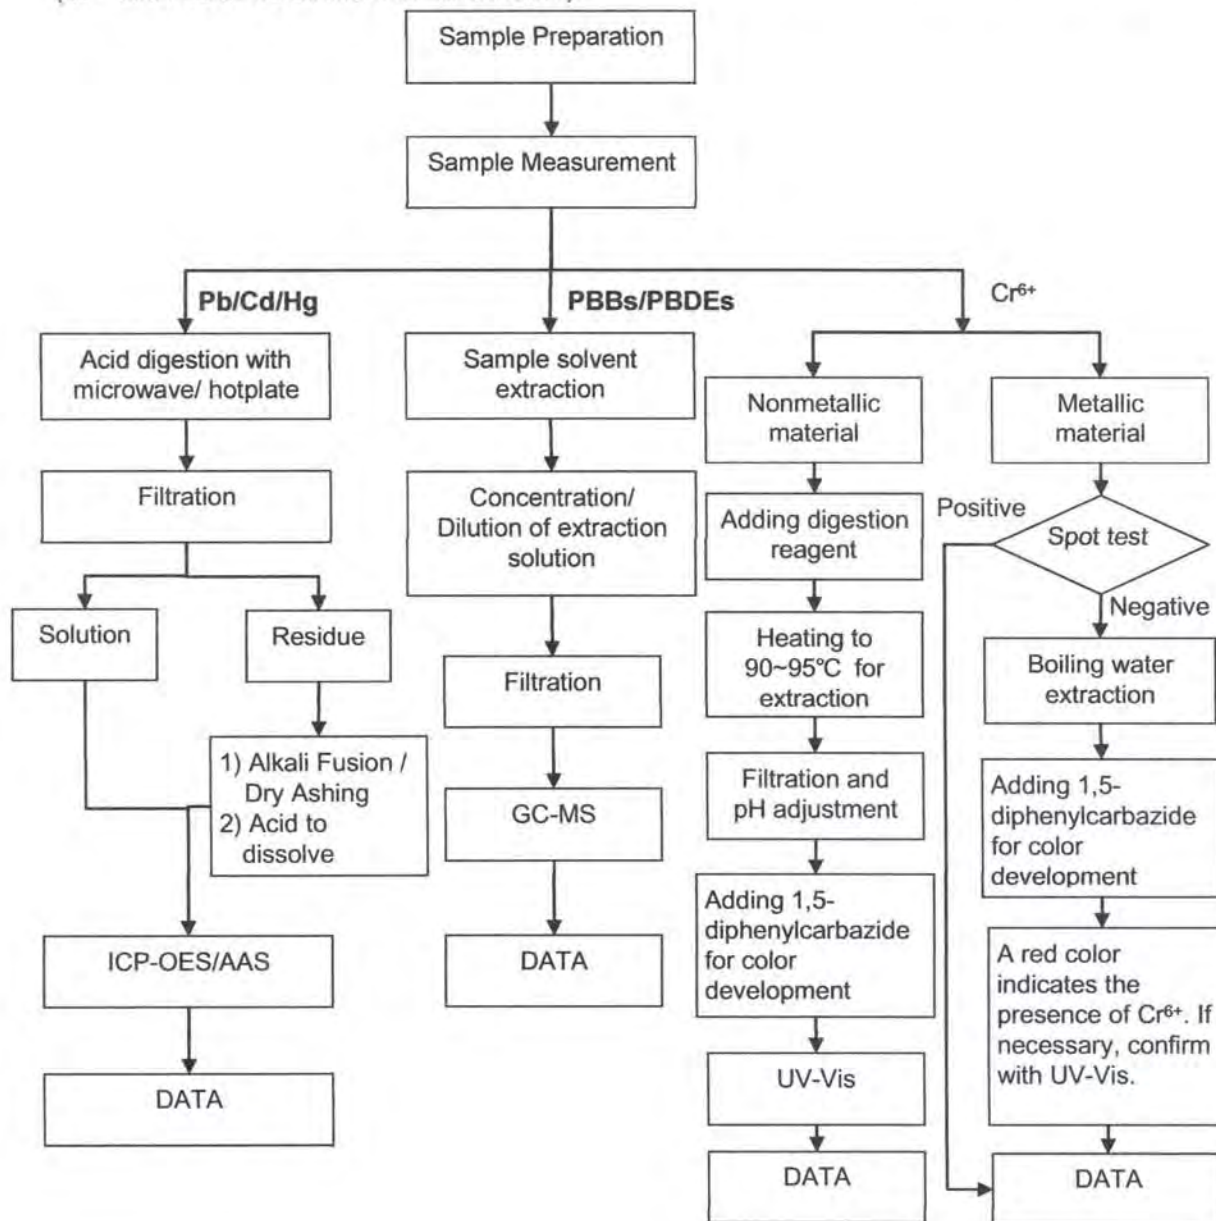 Sample Preparation
Sample Measurement
Pb/Cd/Hg
PBBs/PBDEs
Cr⁶⁺
Acid digestion with
microwave/ hotplate
Filtration
Solution
Residue
1) Alkali Fusion /
Dry Ashing
2) Acid to
dissolve
ICP-OES/AAS
DATA
Sample solvent
extraction
Concentration/
Dilution of extraction
solution
Filtration
GC-MS
DATA
Nonmetallic
material
Adding digestion
reagent
Heating to
90~95°C for
extraction
Filtration and
pH adjustment
Adding 1,5-
diphenylcarbazide
for color
development
UV-Vis
DATA
Metallic
material
Positive
Spot test
Negative
Boiling water
extraction
Adding 1,5-
diphenylcarbazide
for color
development
A red color
indicates the
presence of Cr⁶⁺. If
necessary, confirm
with UV-Vis.
DATA